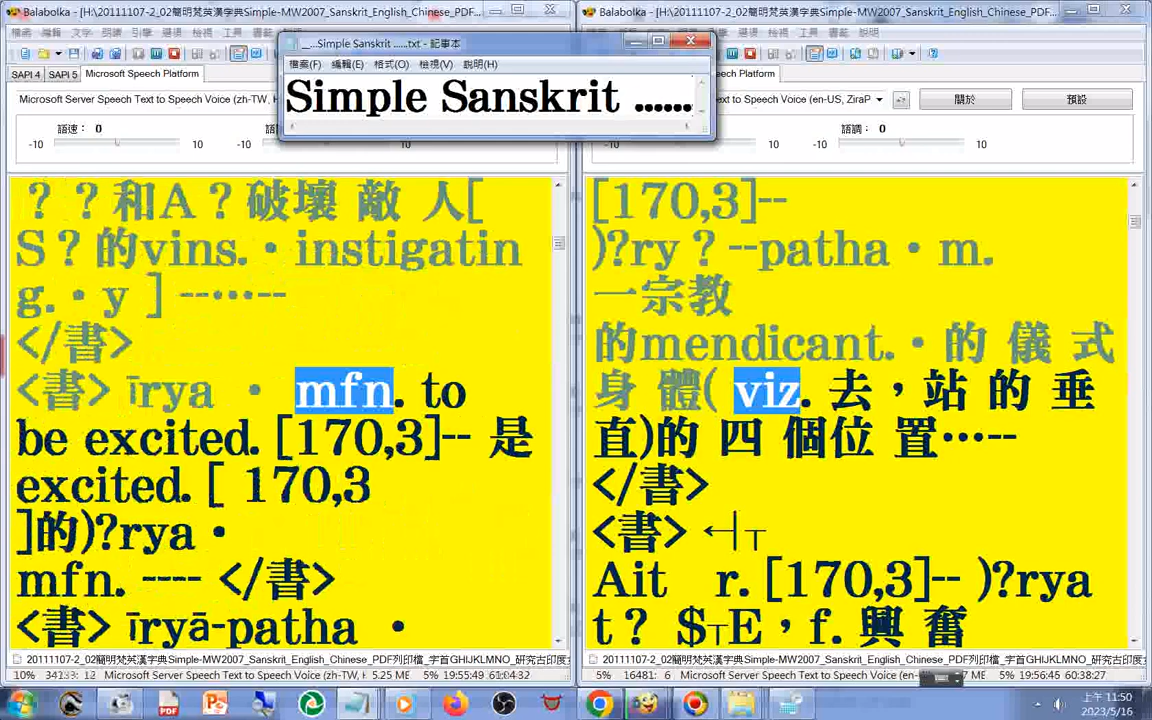 Balabolka - [H:\20111107-2_02簡明梵英漢字典Simple-MW2007_Sanskrit_English_Chinese_PDF...
Balabolka - [H:\20111107-2_02簡明梵英漢字典Simple-MW2007_Sanskrit_English_Chinese_PDF...
__...Simple Sanskrit ......txt - 記事本
檔案(F) 編輯(E) 格式(O) 檢視(V) 說明(H)
Simple Sanskrit ......
SAPI 4 SAPI 5 Microsoft Speech Platform
eech Platform
Microsoft Server Speech Text to Speech Voice (zh-TW, H
xt to Speech Voice (en-US, ZiraP
關於
預設
語速： 0
語調： 0
-10 10 -10 10
-10 10 -10 10
？？和A？破壞 敵 人[
S？的vins.·instigatin
g.·y ] --···--
</書>
<書> īrya · mfn. to
be excited. [170,3]-- 是
excited. [ 170,3
]的)?rya·
mfn. ---- </書>
<書> īryā-patha ·
[170,3]--
)?ry？--patha·m.
一宗教
的mendicant.·的 儀 式
身 體( viz. 去，站 的 垂
直)的 四 個位 置···--
</書>
<書> ←┤┬
Ait r. [170,3]-- )?rya
t？ $┬E，f. 興 奮
20111107-2_02簡明梵英漢字典Simple-MW2007_Sanskrit_English_Chinese_PDF列印檔_字首GHIJKLMNO_研究古印度
20111107-2_02簡明梵英漢字典Simple-MW2007_Sanskrit_English_Chinese_PDF列印檔_字首GHIJKLMNO_研究古印度
10% 12 Microsoft Server Speech Text to Speech Voice (zh-TW, 5.25 ME 19:55:49
15% 16481: 6 Microsoft Server Speech Text to Speech Voice (en-us, ME 19:56:45 60:38:27
上午 11:50
2023/5/16